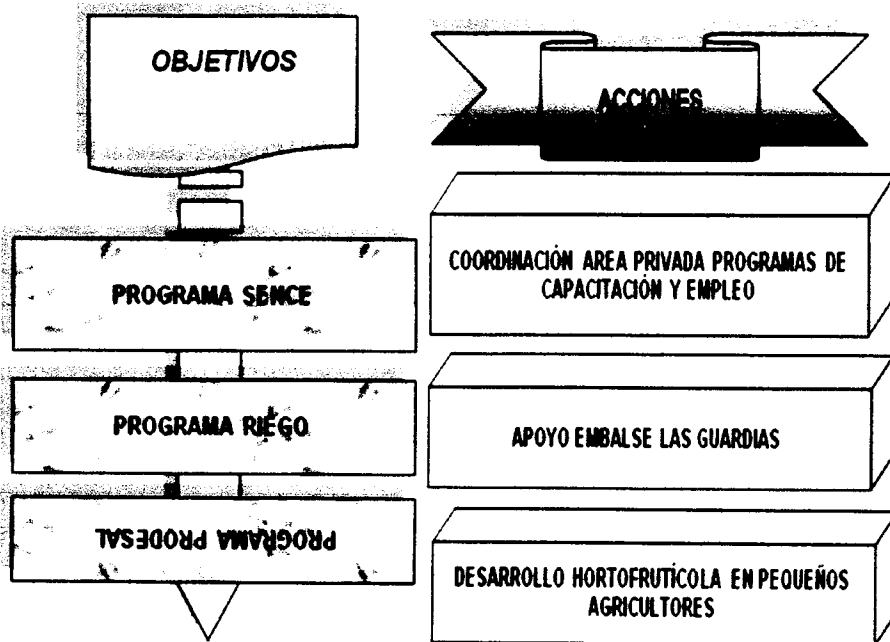 OBJETIVOS
ACCIONES
PROGRAMA SENCE
COORDINACIÓN AREA PRIVADA PROGRAMAS DE
CAPACITACIÓN Y EMPLEO
PROGRAMA RIEGO
APOYO EMBALSE LAS GUARDIAS
PROGRAMA PRODESAL
DESARROLLO HORTOFRUTÍCOLA EN PEQUEÑOS
AGRICULTORES